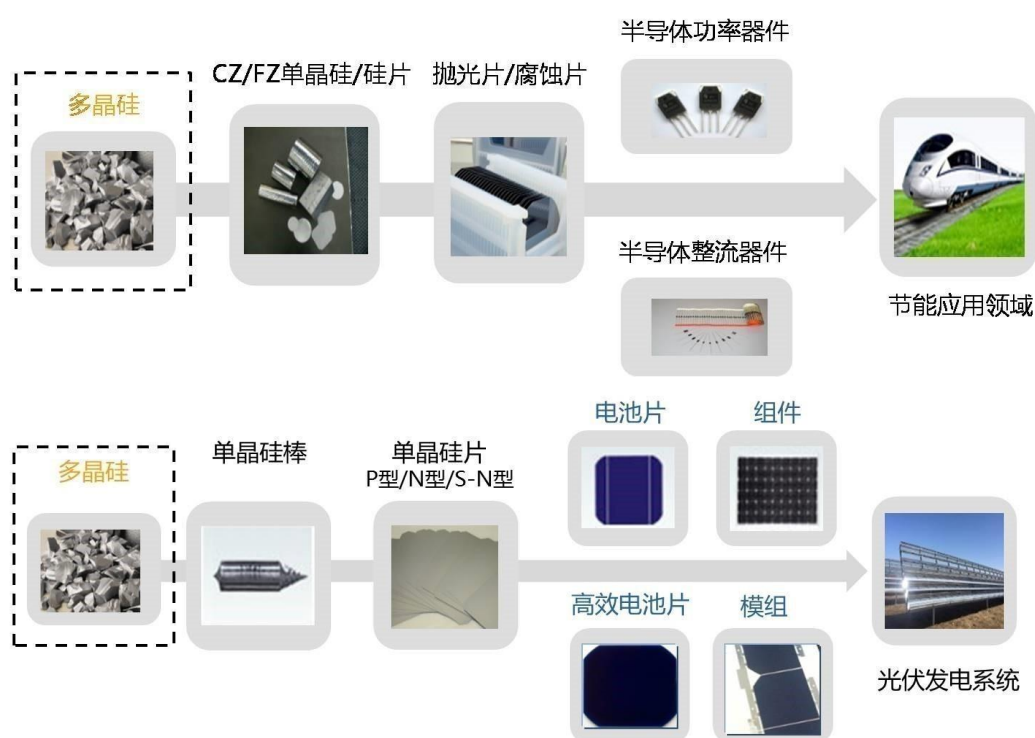 半导体功率器件
CZ/FZ单晶硅/硅片
抛光片/腐蚀片
多晶硅
半导体整流器件
节能应用领域
电池片
组件
多晶硅
单晶硅棒
单晶硅片
P型/N型/S-N型
高效电池片
模组
光伏发电系统